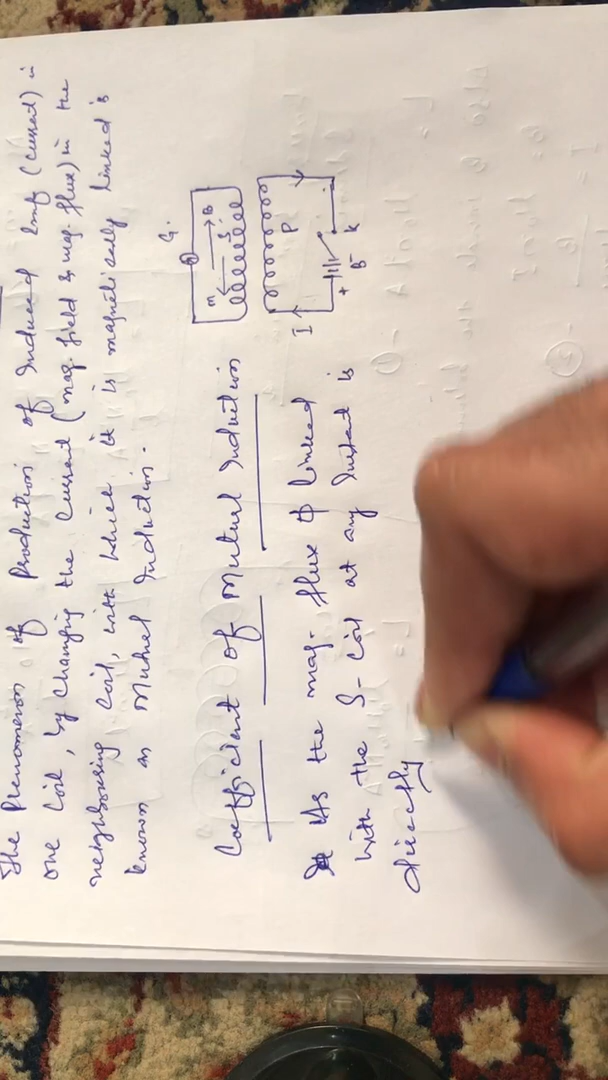 The Phenomenon of Production of Induced Emf (Current) in
one Coil, by changing the current (mag. field & mag. flux) in the
neighbouring Coil, with which it is magnetically linked is
known as Mutual Induction.
G.
m
B
S
P
I
+
B
-
K
Coefficient of Mutual Induction
As the mag. flux ϕ linked
with the S-Coil at any Instant is
directly